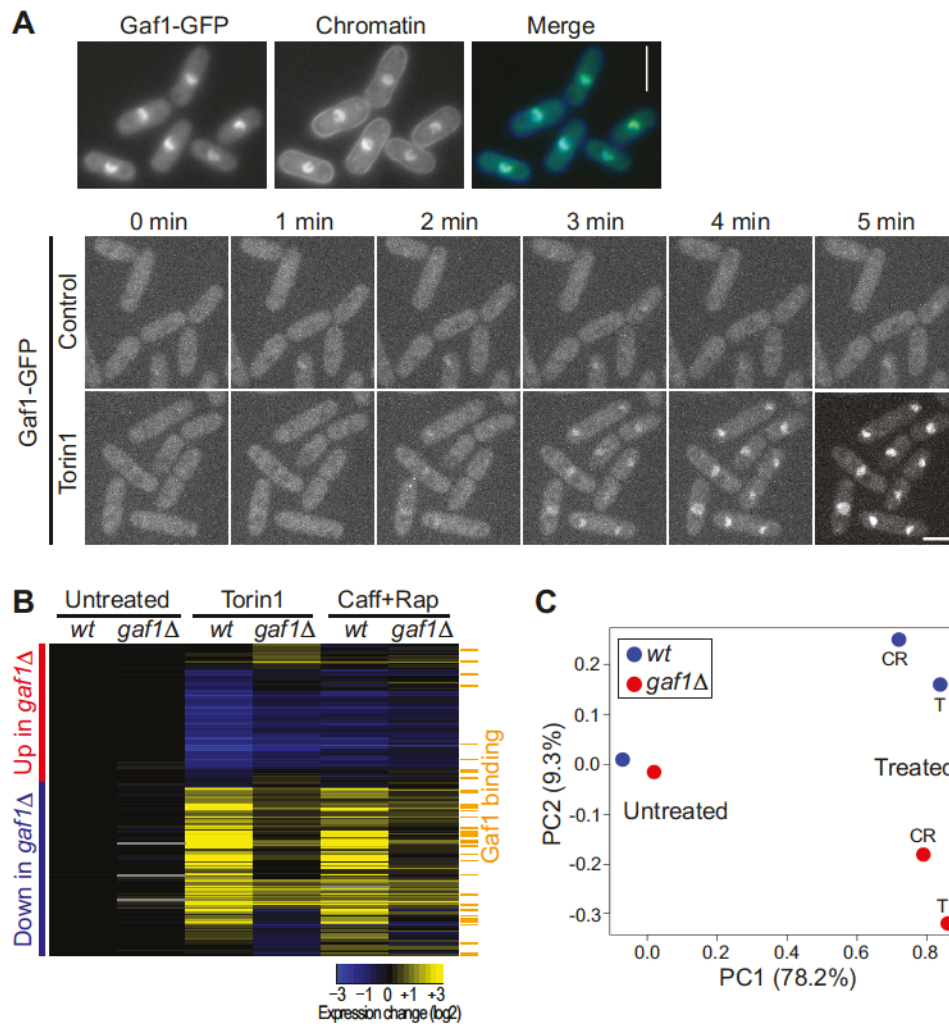 A
Gaf1-GFP Chromatin Merge
0 min 1 min 2 min 3 min 4 min 5 min
Gaf1-GFP
Control
Torin1
B
Untreated Torin1 Caff+Rap
wt gaf1Δ wt gaf1Δ wt gaf1Δ
Up in gaf1Δ
Down in gaf1Δ
Gaf1 binding
−3 −1 0 +1 +3
Expression change (log2)
C
wt
gaf1Δ
CR
T
Treated
Untreated
CR
T
0.2
0.1
0.0
-0.1
-0.2
-0.3
PC2 (9.3%)
0.0 0.2 0.4 0.6 0.8
PC1 (78.2%)